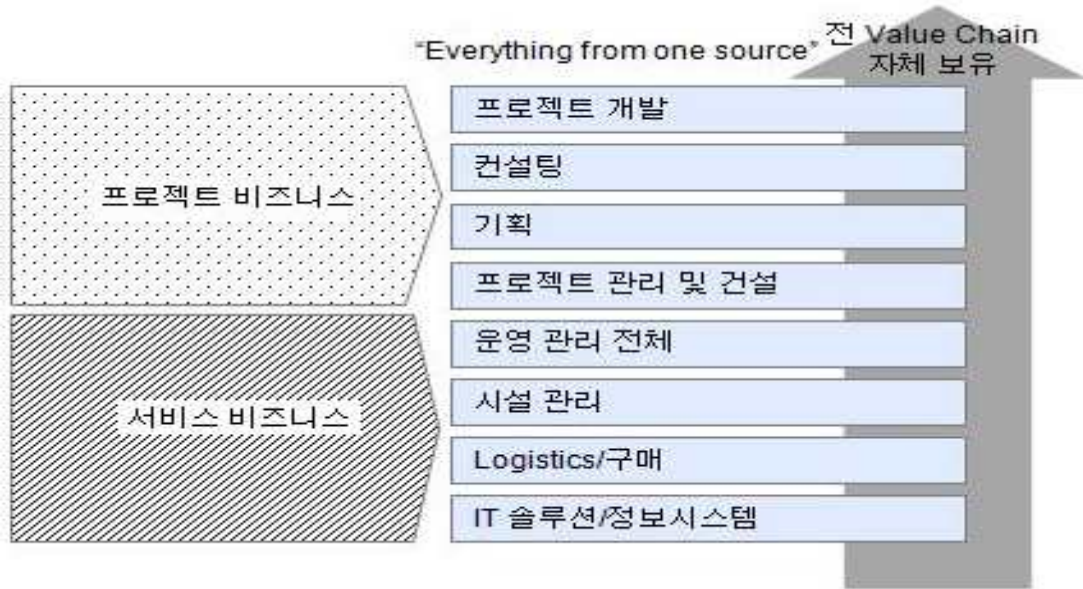 "Everything from one source"
전 Value Chain
자체 보유
프로젝트 비즈니스
프로젝트 개발
컨설팅
기획
프로젝트 관리 및 건설
서비스 비즈니스
운영 관리 전체
시설 관리
Logistics/구매
IT 솔루션/정보시스템